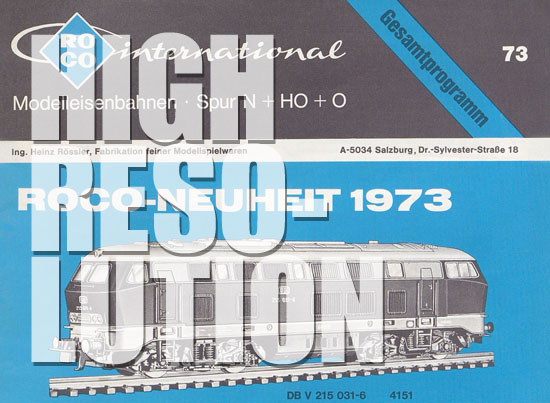 ROCO international
Gesamtprogramm
73
Modelleisenbahnen · Spur N + HO + O
Ing. Heinz Rössler, Fabrikation feiner Modellspielwaren
A-5034 Salzburg, Dr.-Sylvester-Straße 18
ROCO-NEUHEIT 1973
HIGH
RESO
LUTION
DB V 215 031-6 4151